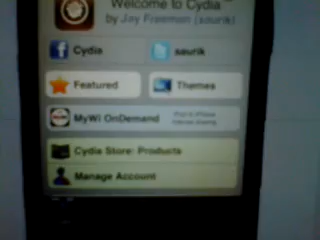 Welcome to Cydia
by Jay Freeman (saurik)
Cydia
saurik
Featured
Themes
MyWi OnDemand
Cydia Store: Products
Manage Account